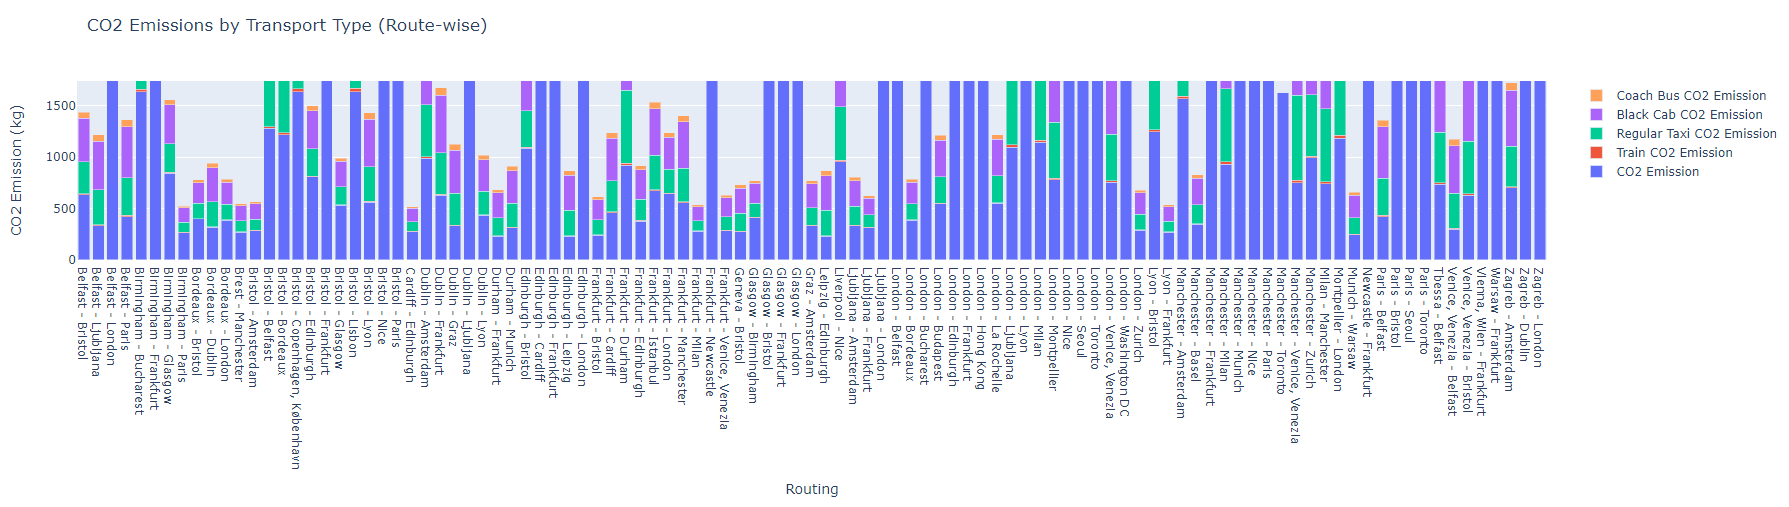 CO2 Emissions by Transport Type (Route-wise)
CO2 Emission (kg)
1500
1000
500
0
Belfast - Bristol
Belfast - Ljubljana
Belfast - London
Belfast - Paris
Birmingham - Bucharest
Birmingham - Frankfurt
Birmingham - Glasgow
Birmingham - Paris
Bordeaux - Bristol
Bordeaux - Dublin
Bordeaux - London
Brest - Manchester
Bristol - Amsterdam
Bristol - Belfast
Bristol - Bordeaux
Bristol - Copenhagen, København
Bristol - Edinburgh
Bristol - Frankfurt
Bristol - Glasgow
Bristol - Lisbon
Bristol - Lyon
Bristol - Nice
Bristol - Paris
Cardiff - Edinburgh
Dublin - Amsterdam
Dublin - Frankfurt
Dublin - Graz
Dublin - Ljubljana
Dublin - Lyon
Durham - Frankfurt
Durham - Munich
Edinburgh - Bristol
Edinburgh - Cardiff
Edinburgh - Frankfurt
Edinburgh - Leipzig
Edinburgh - London
Frankfurt - Bristol
Frankfurt - Cardiff
Frankfurt - Durham
Frankfurt - Edinburgh
Frankfurt - Istanbul
Frankfurt - London
Frankfurt - Manchester
Frankfurt - Milan
Frankfurt - Newcastle
Frankfurt - Venice, Venezia
Geneva - Bristol
Glasgow - Birmingham
Glasgow - Bristol
Glasgow - Frankfurt
Glasgow - London
Graz - Amsterdam
Leipzig - Edinburgh
Liverpool - Nice
Ljubljana - Amsterdam
Ljubljana - Frankfurt
Ljubljana - London
London - Belfast
London - Bordeaux
London - Bucharest
London - Budapest
London - Edinburgh
London - Frankfurt
London - Hong Kong
London - La Rochelle
London - Ljubljana
London - Lyon
London - Milan
London - Montpellier
London - Nice
London - Seoul
London - Toronto
London - Venice, Venezia
London - Washington DC
London - Zurich
Lyon - Bristol
Lyon - Frankfurt
Manchester - Amsterdam
Manchester - Basel
Manchester - Frankfurt
Manchester - Milan
Manchester - Munich
Manchester - Nice
Manchester - Paris
Manchester - Toronto
Manchester - Venice, Venezia
Manchester - Zurich
Milan - Manchester
Montpellier - London
Munich - Warsaw
Newcastle - Frankfurt
Paris - Belfast
Paris - Bristol
Paris - Seoul
Paris - Toronto
Tbessa - Belfast
Venice, Venezia - Belfast
Venice, Venezia - Bristol
Vienna, Wien - Frankfurt
Warsaw - Frankfurt
Zagreb - Amsterdam
Zagreb - Dublin
Zagreb - London
Routing
Coach Bus CO2 Emission
Black Cab CO2 Emission
Regular Taxi CO2 Emission
Train CO2 Emission
CO2 Emission